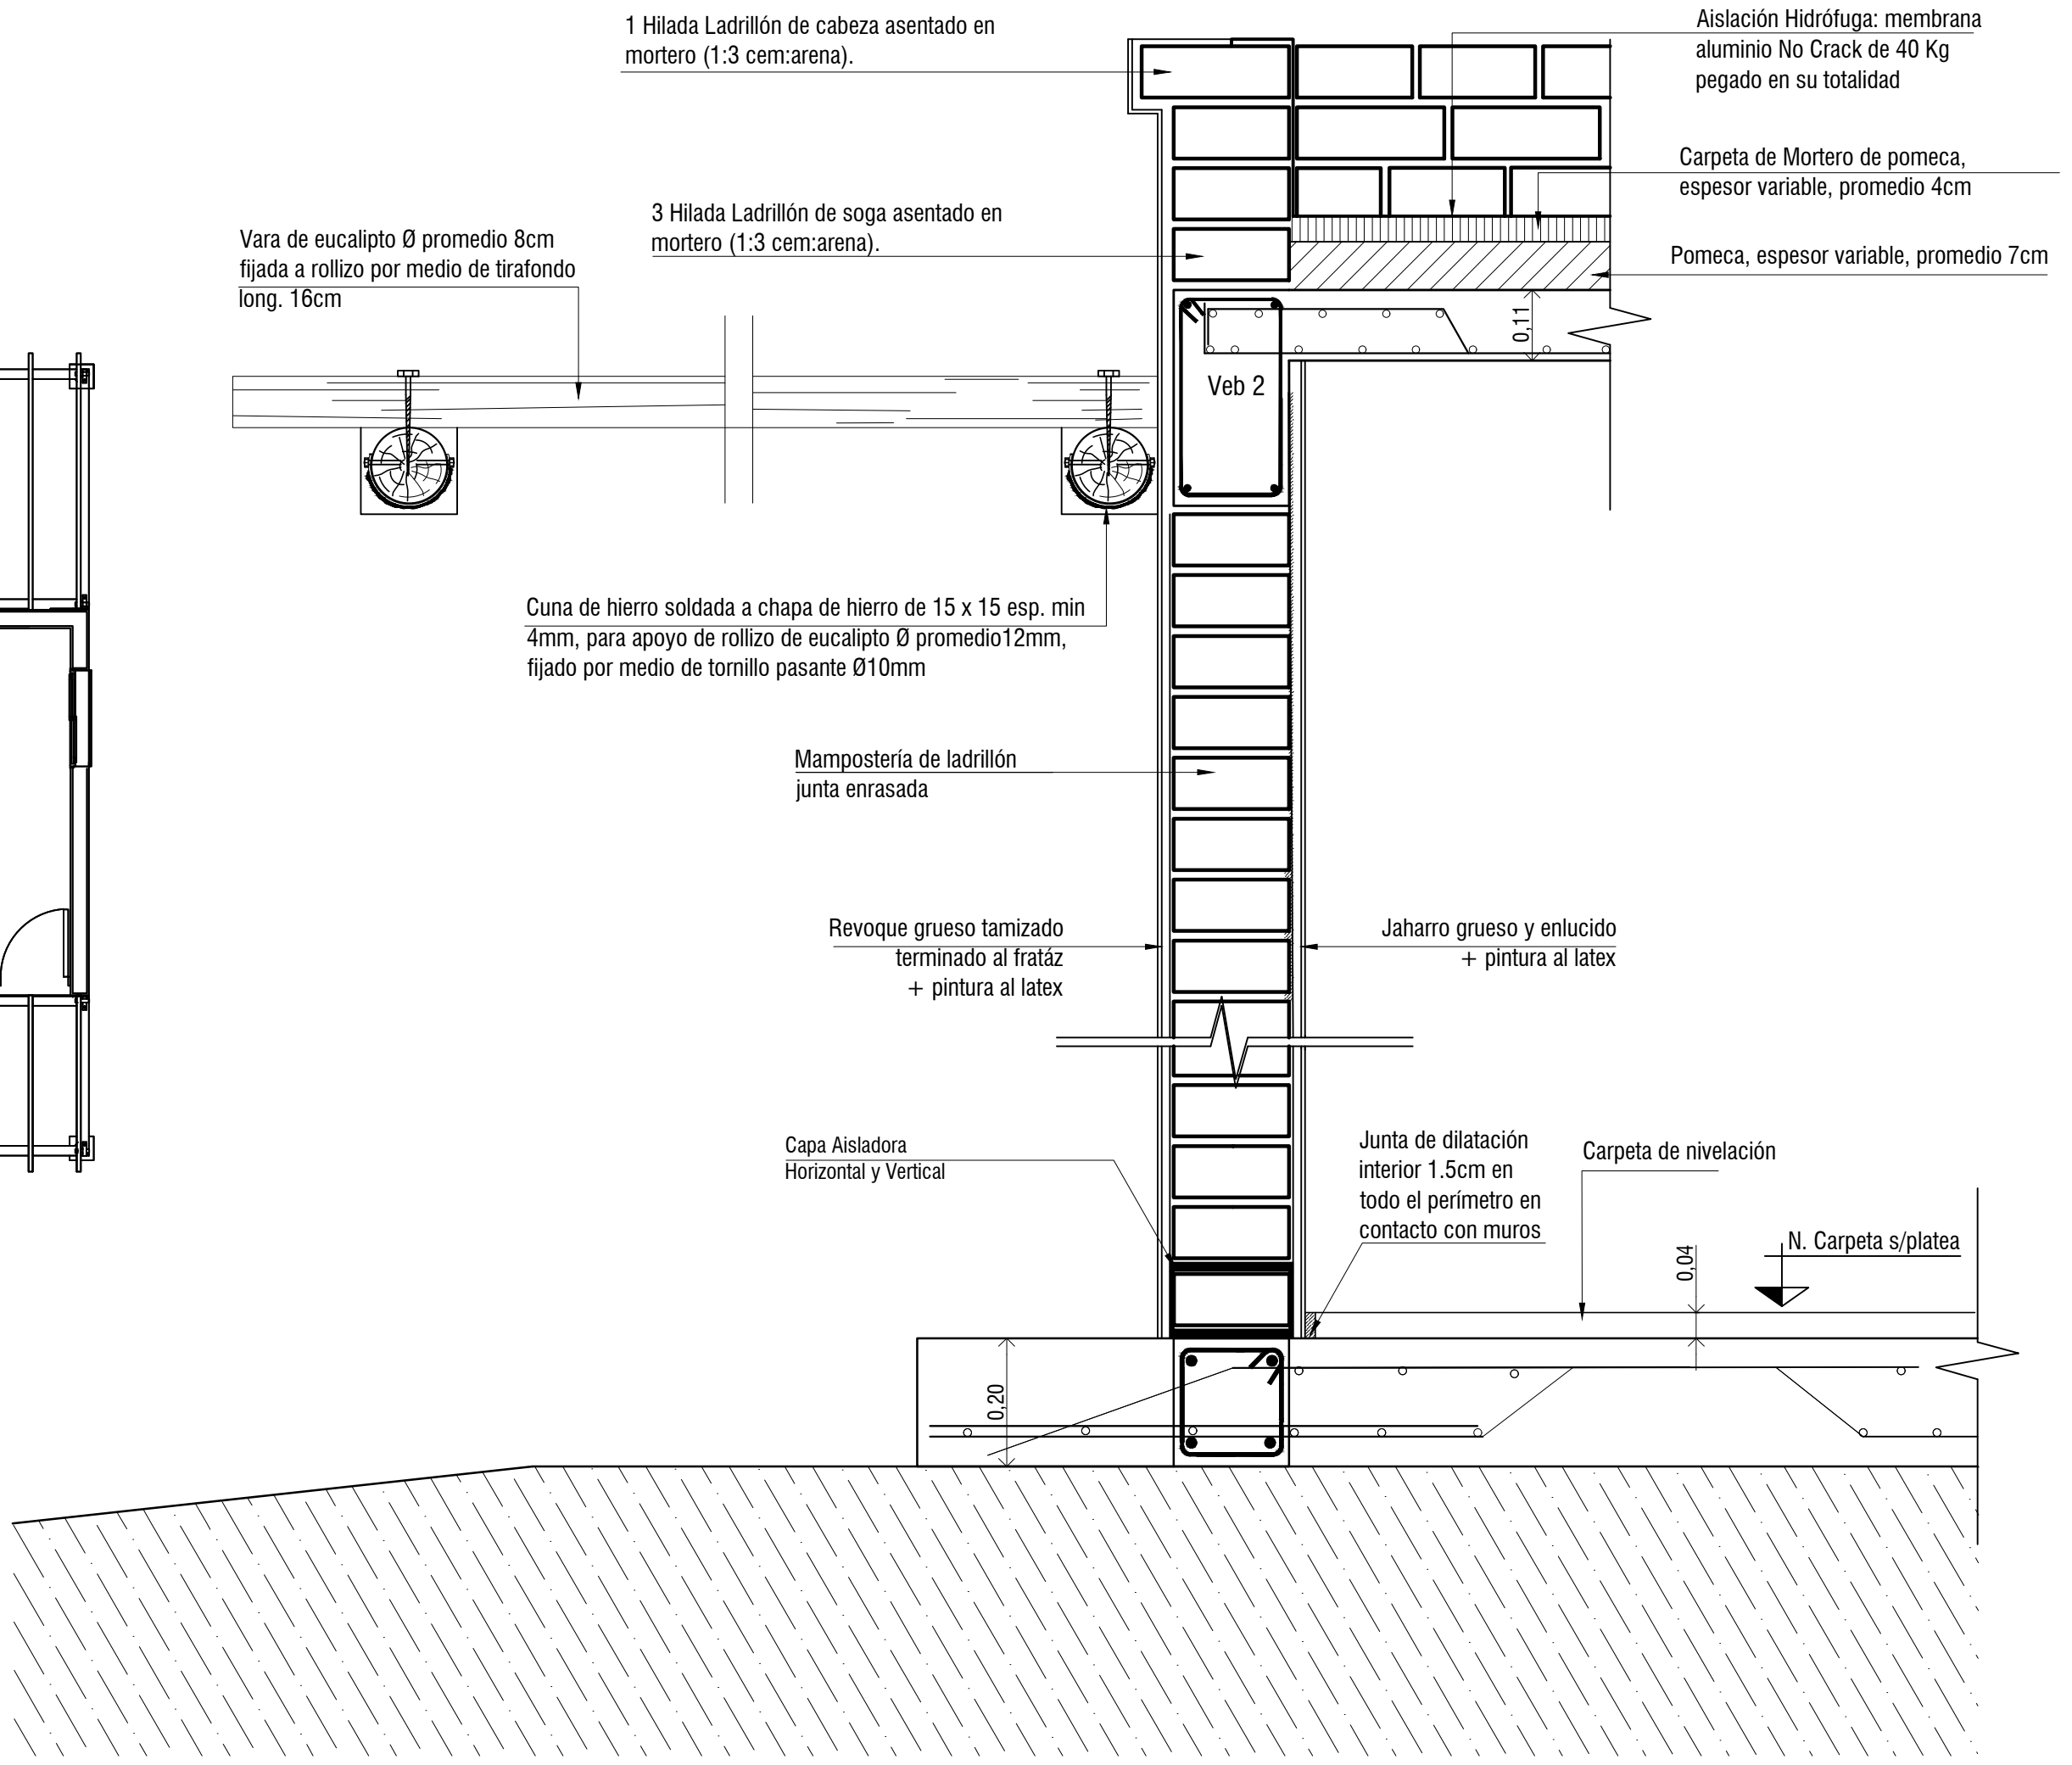 1 Hilada Ladrillón de cabeza asentado en
mortero (1:3 cem:arena).
Aislación Hidrófuga: membrana
aluminio No Crack de 40 Kg
pegado en su totalidad
Carpeta de Mortero de pomeca,
espesor variable, promedio 4cm
3 Hilada Ladrillón de soga asentado en
mortero (1:3 cem:arena).
Vara de eucalipto Ø promedio 8cm
fijada a rollizo por medio de tirafondo
long. 16cm
Pomeca, espesor variable, promedio 7cm
0,11
Veb 2
Cuna de hierro soldada a chapa de hierro de 15 x 15 esp. min
4mm, para apoyo de rollizo de eucalipto Ø promedio12mm,
fijado por medio de tornillo pasante Ø10mm
Mampostería de ladrillón
junta enrasada
Revoque grueso tamizado
terminado al fratáz
+ pintura al latex
Jaharro grueso y enlucido
+ pintura al latex
Capa Aisladora
Horizontal y Vertical
Junta de dilatación
interior 1.5cm en
todo el perímetro en
contacto con muros
Carpeta de nivelación
N. Carpeta s/platea
0,04
0,20